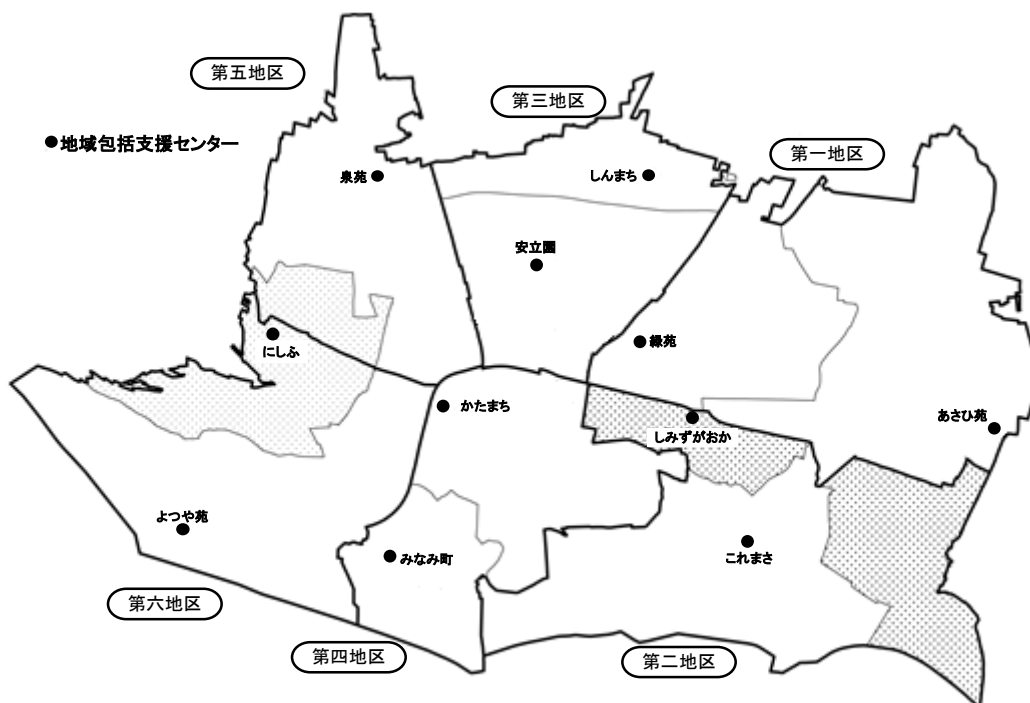 第五地区
第三地区
●地域包括支援センター
第一地区
泉苑
しんまち
安立園
にしふ
緑苑
かたまち
あさひ苑
しみずがおか
よつや苑
みなみ町
これまさ
第六地区
第四地区
第二地区